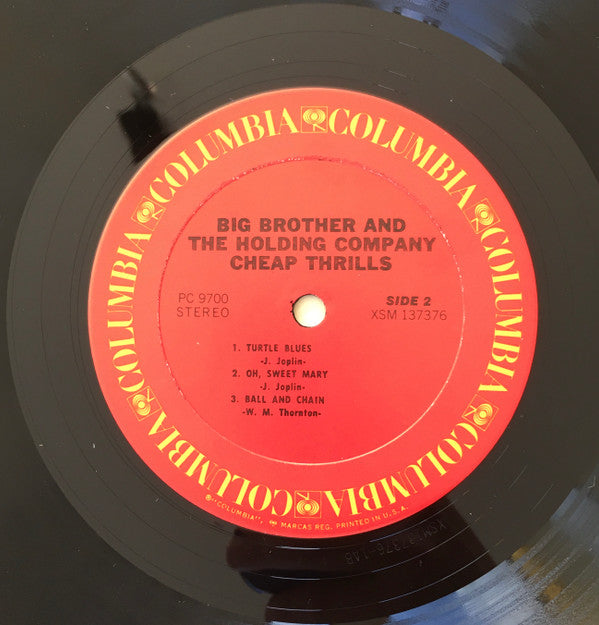 COLUMBIA COLUMBIA COLUMBIA COLUMBIA COLUMBIA COLUMBIA
BIG BROTHER AND
THE HOLDING COMPANY
CHEAP THRILLS
PC 9700
STEREO
SIDE 2
XSM 137376
1. TURTLE BLUES
-J. Joplin-
2. OH, SWEET MARY
-J. Joplin-
3. BALL AND CHAIN
-W. M. Thornton-
®"COLUMBIA", MARCAS REG. PRINTED IN U.S.A.